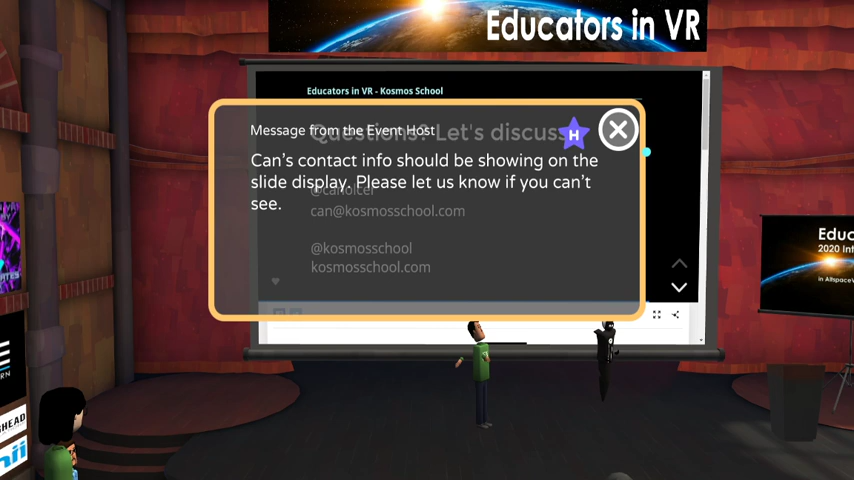 Educators in VR
Educators in VR - Kosmos School
Message from the Event Host
H
Questions? Let's discuss
Can's contact info should be showing on the
slide display. Please let us know if you can't
see.
can@kosmosschool.com
@kosmosschool
kosmosschool.com
Educ
2020 Int
in AltspaceV